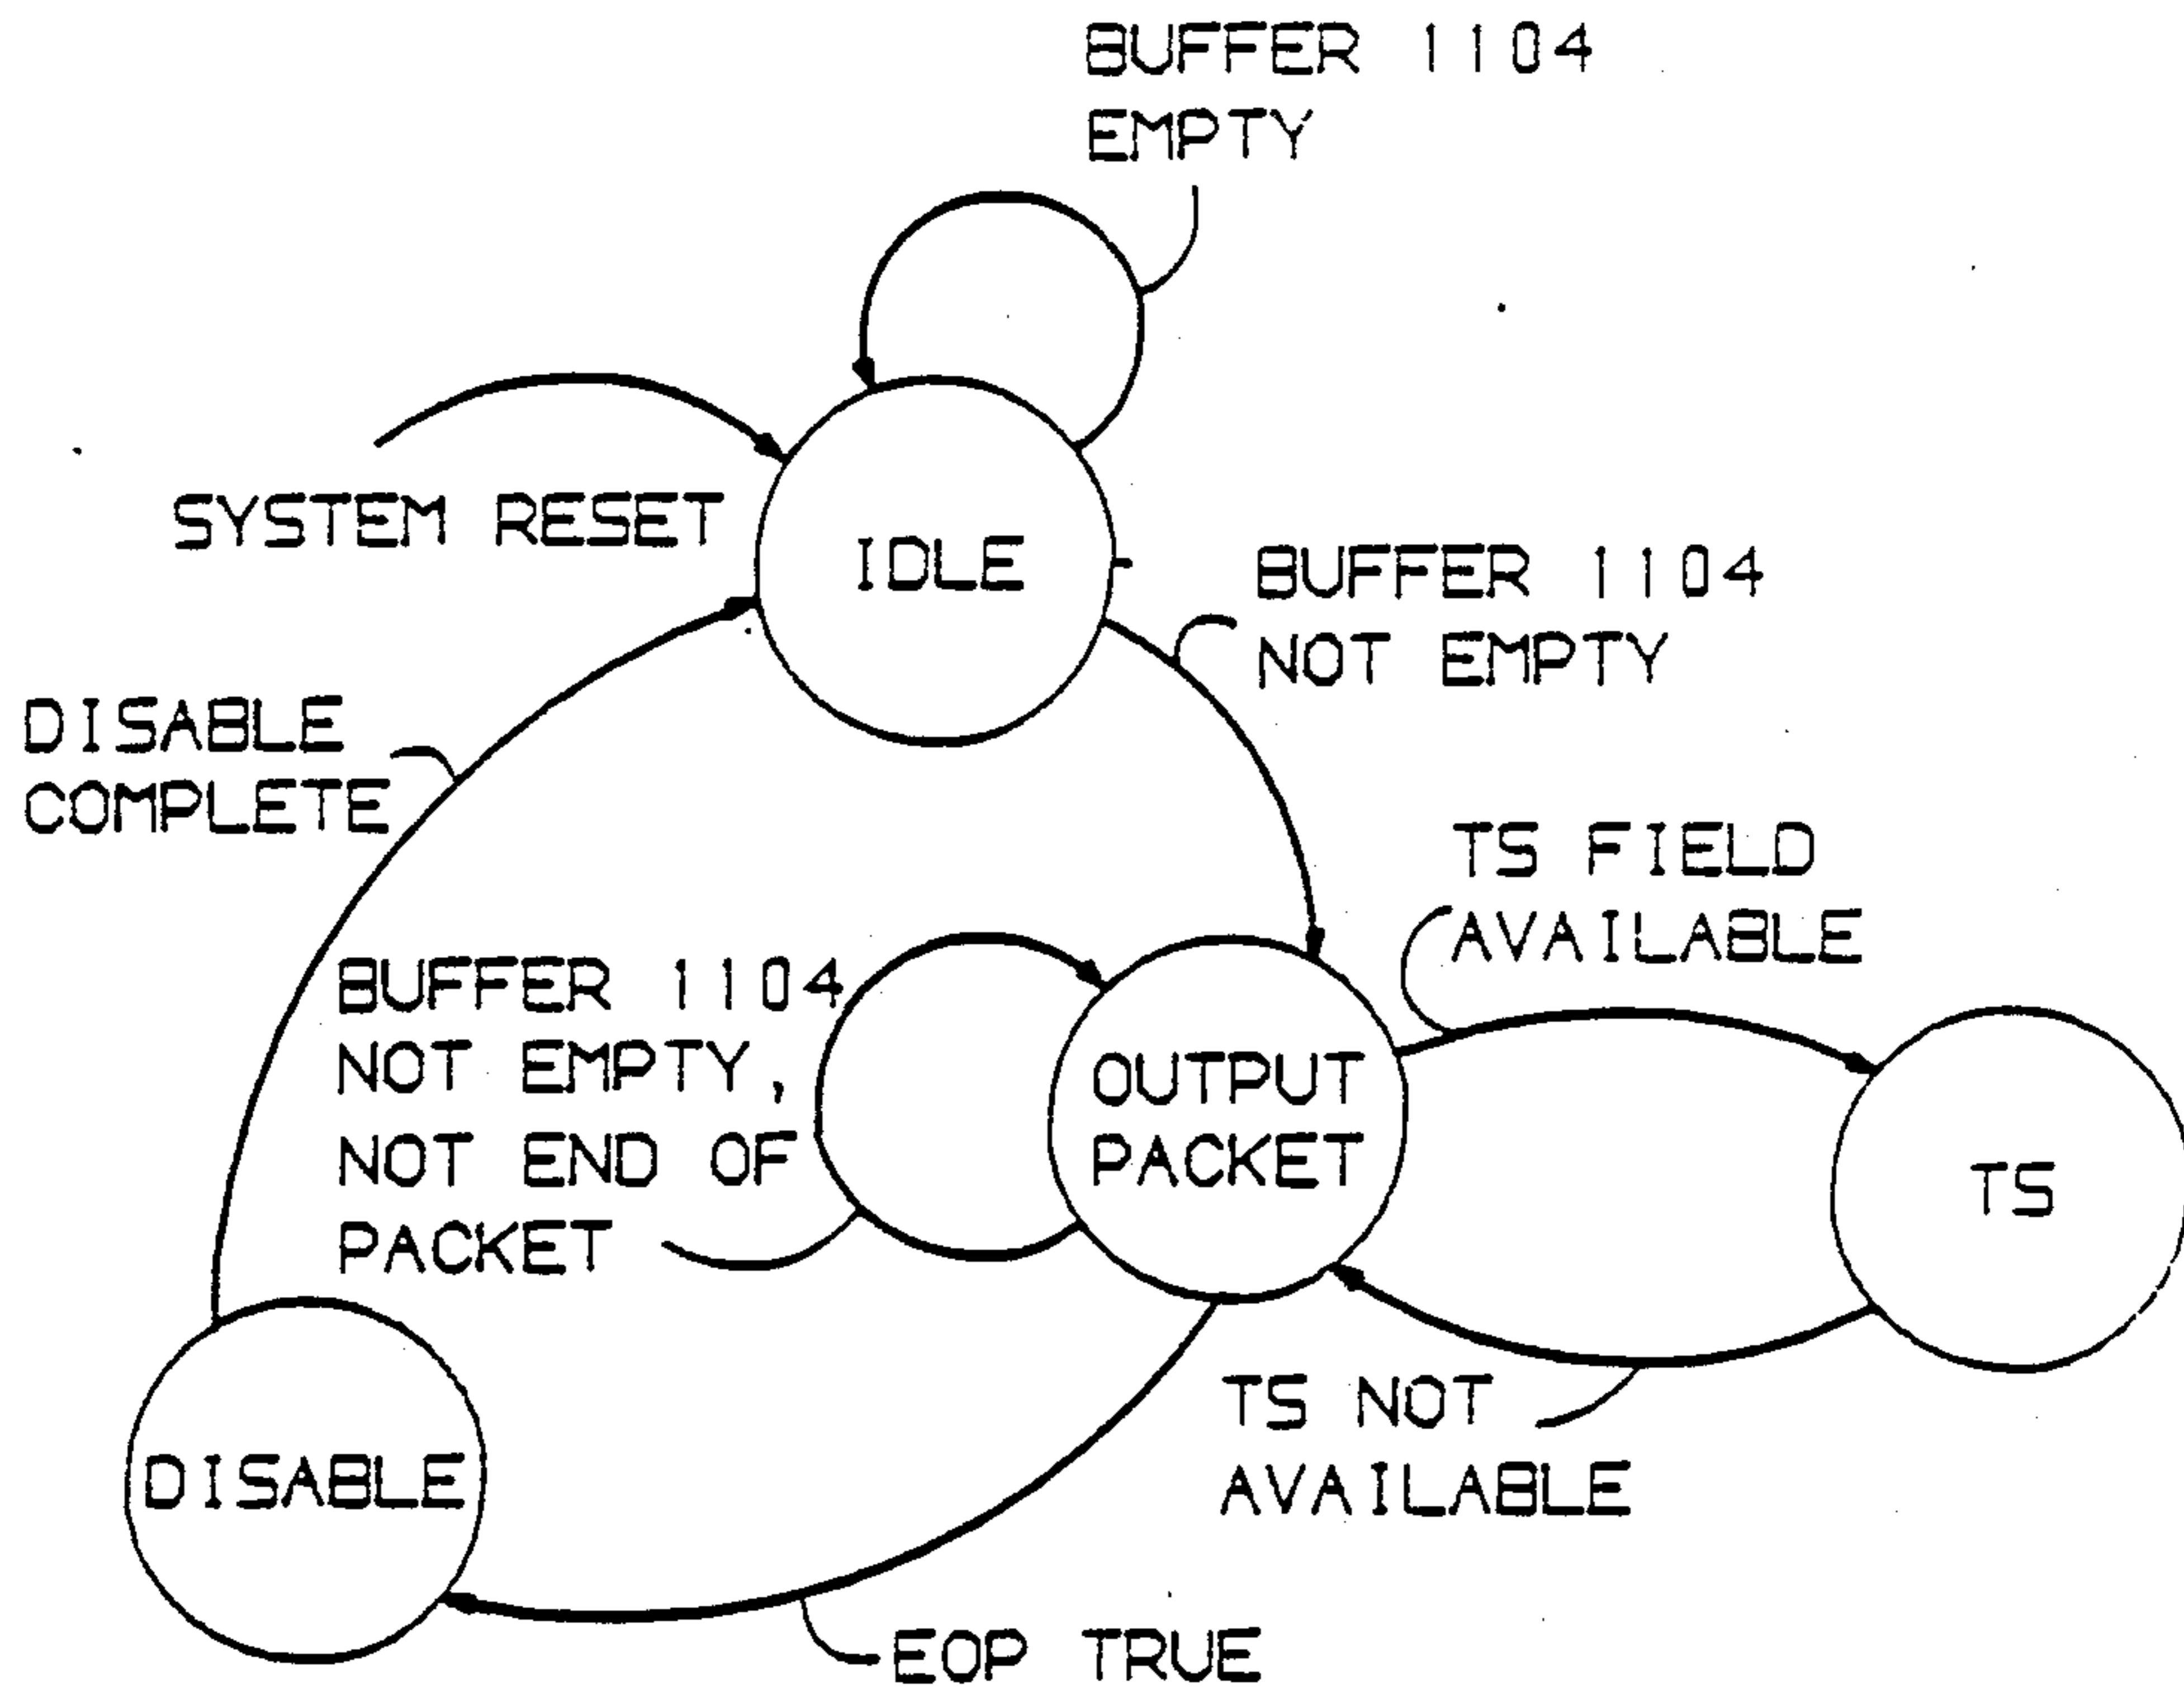 BUFFER 1104
EMPTY
SYSTEM RESET
IDLE
BUFFER 1104
NOT EMPTY
DISABLE
COMPLETE
TS FIELD
AVAILABLE
BUFFER 1104
NOT EMPTY,
NOT END OF
PACKET
OUTPUT
PACKET
TS
TS NOT
AVAILABLE
DISABLE
EOP TRUE